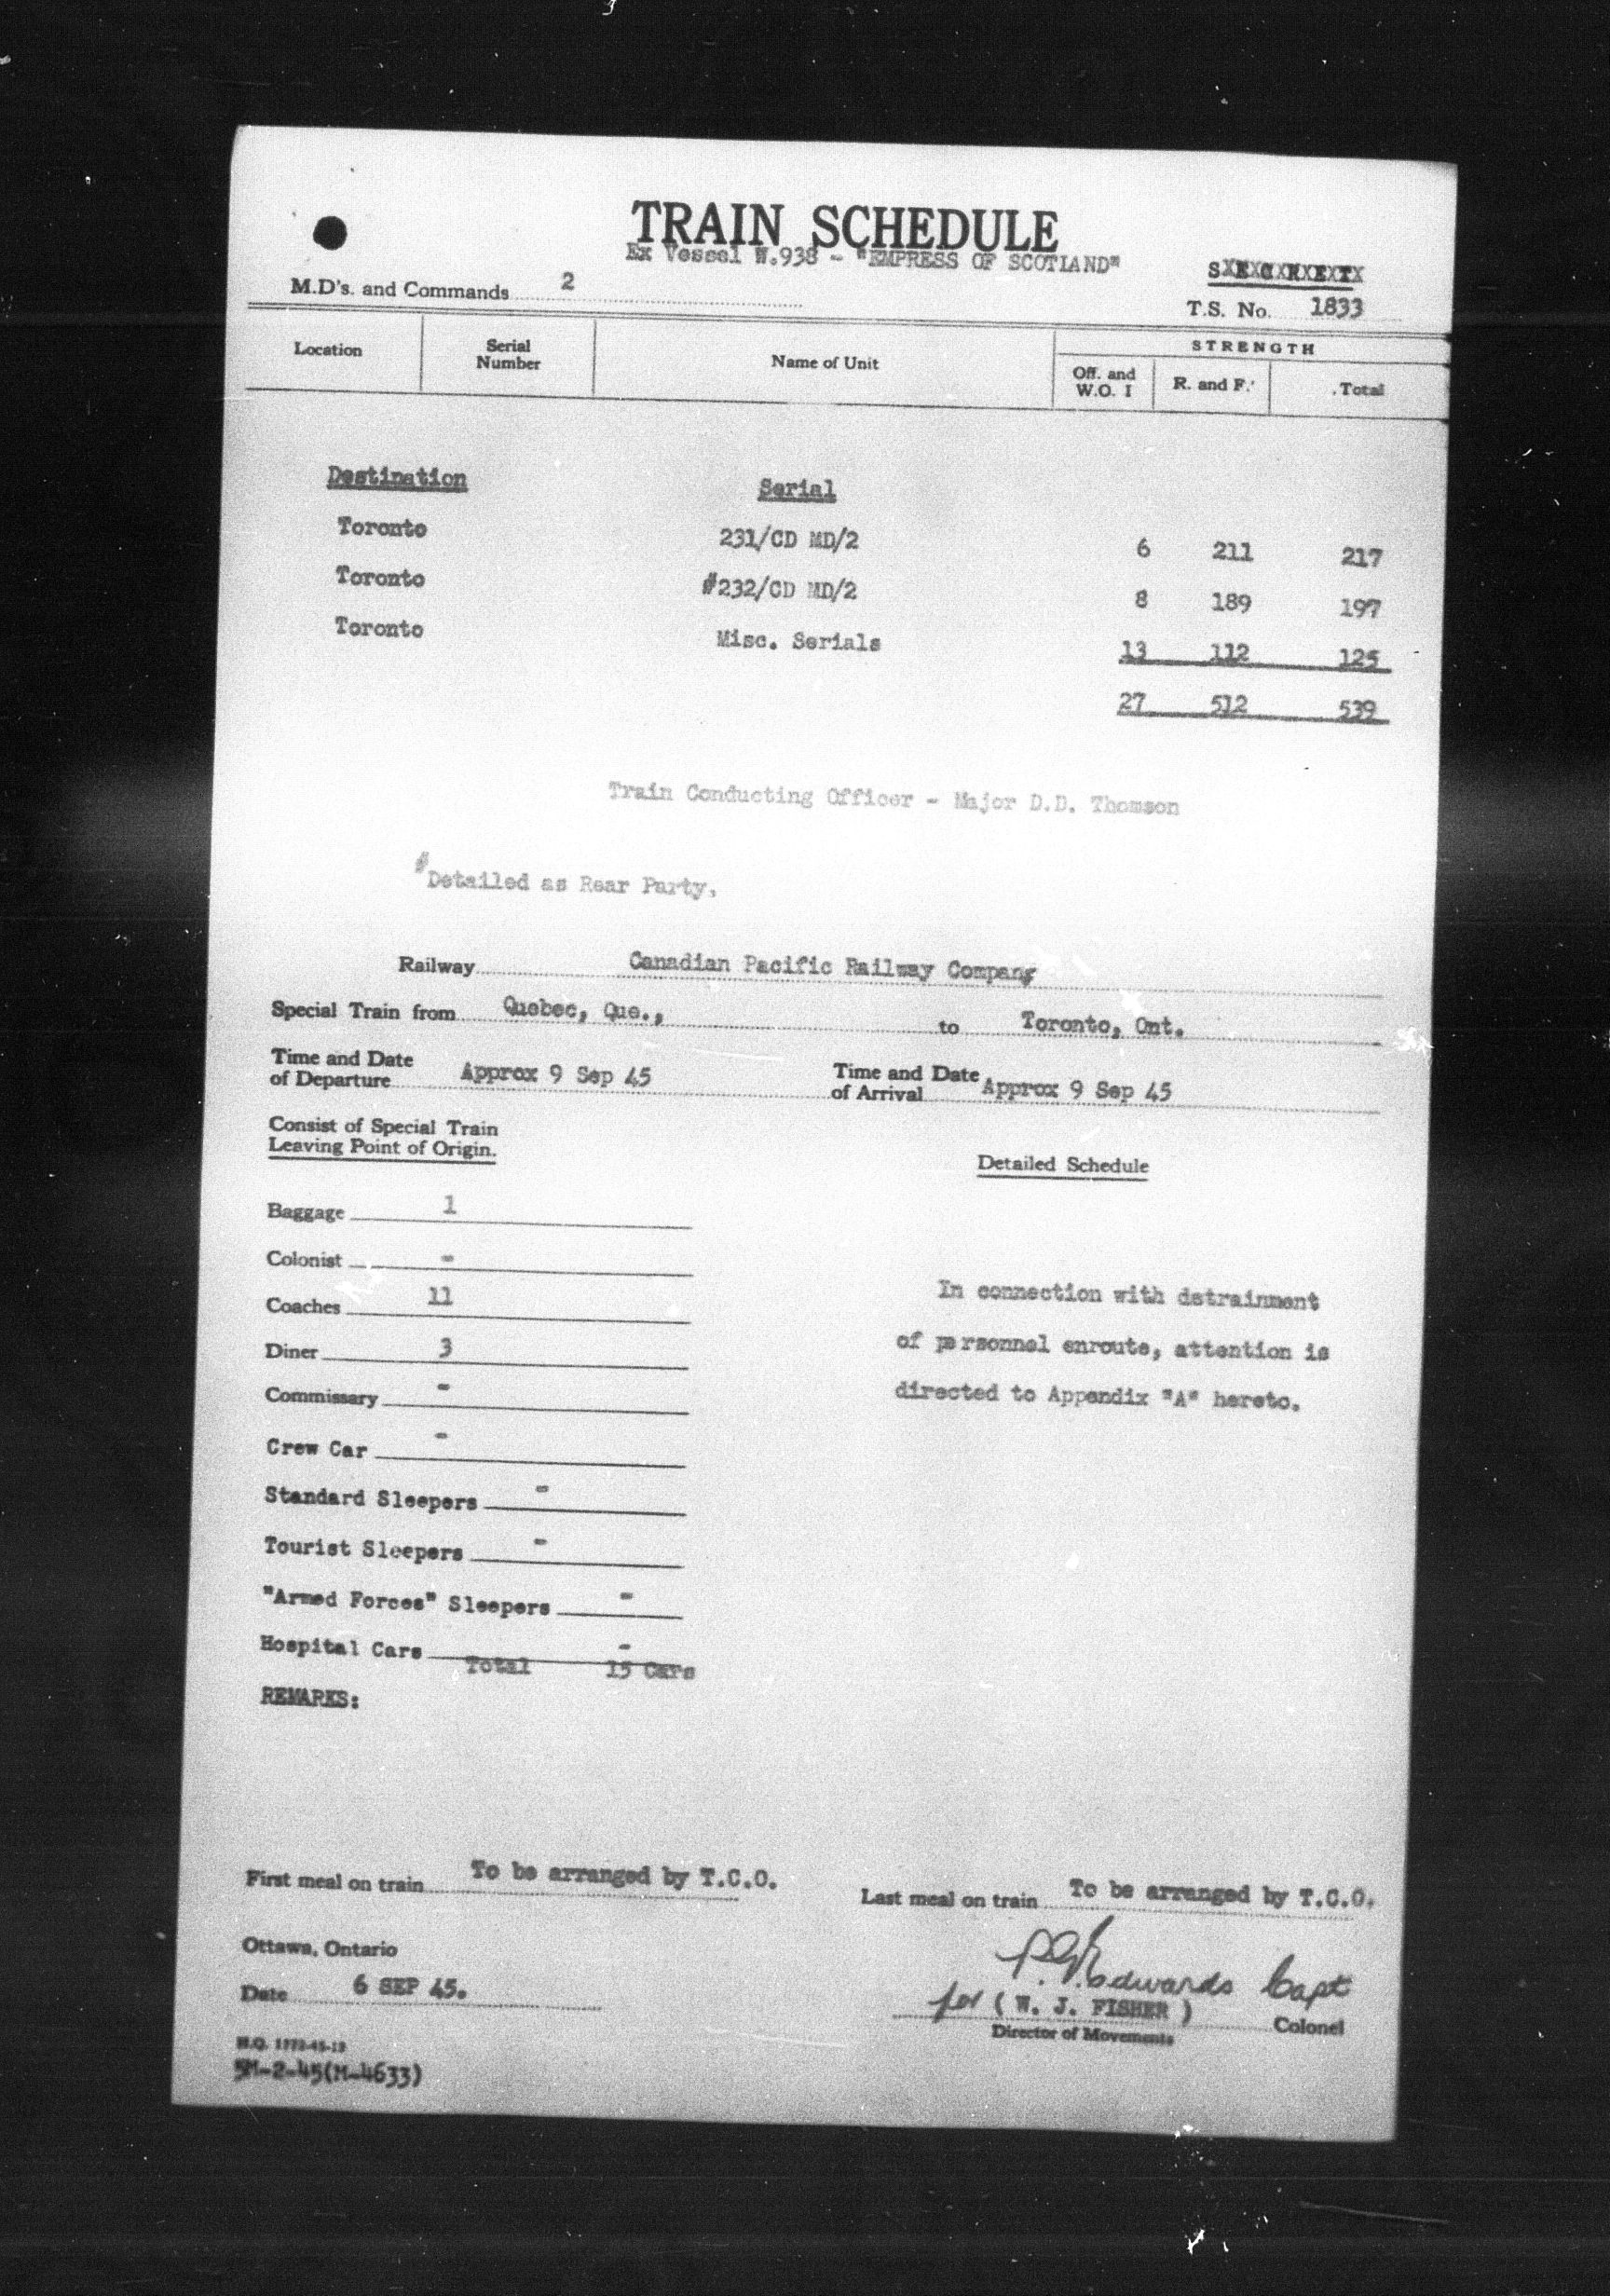 TRAIN SCHEDULE
Ex Vessel W.938 - "EMPRESS OF SCOTLAND"
SXEXCXRXEXTX
M.D's. and Commands 2
T.S. No. 1833
Location Serial Number Name of Unit STRENGTH
Off. and W.O. I R. and F. Total
Destination Serial
Toronto 231/CD MD/2 6 211 217
Toronto #232/CD MD/2 8 189 197
Toronto Misc. Serials 13 112 125
27 512 539
Train Conducting Officer - Major D.D. Thomson
#Detailed as Rear Party.
Railway Canadian Pacific Railway Company
Special Train from Quebec, Que., to Toronto, Ont.
Time and Date of Departure Approx 9 Sep 45 Time and Date of Arrival Approx 9 Sep 45
Consist of Special Train
Leaving Point of Origin.
Detailed Schedule
Baggage 1
Colonist -
Coaches 11
Diner 3
Commissary -
Crew Car -
Standard Sleepers -
Tourist Sleepers -
"Armed Forces" Sleepers -
Hospital Cars -
Total 15 Cars
REMARKS:
In connection with detrainment
of personnel enroute, attention is
directed to Appendix "A" hereto.
First meal on train To be arranged by T.C.O.
Last meal on train To be arranged by T.C.O.
Ottawa, Ontario
Date 6 SEP 45.
Edwards Capt
for ( W. J. FISHER ) Colonel
Director of Movements
H.Q. 1772-45-13
5M-2-45(M-4633)